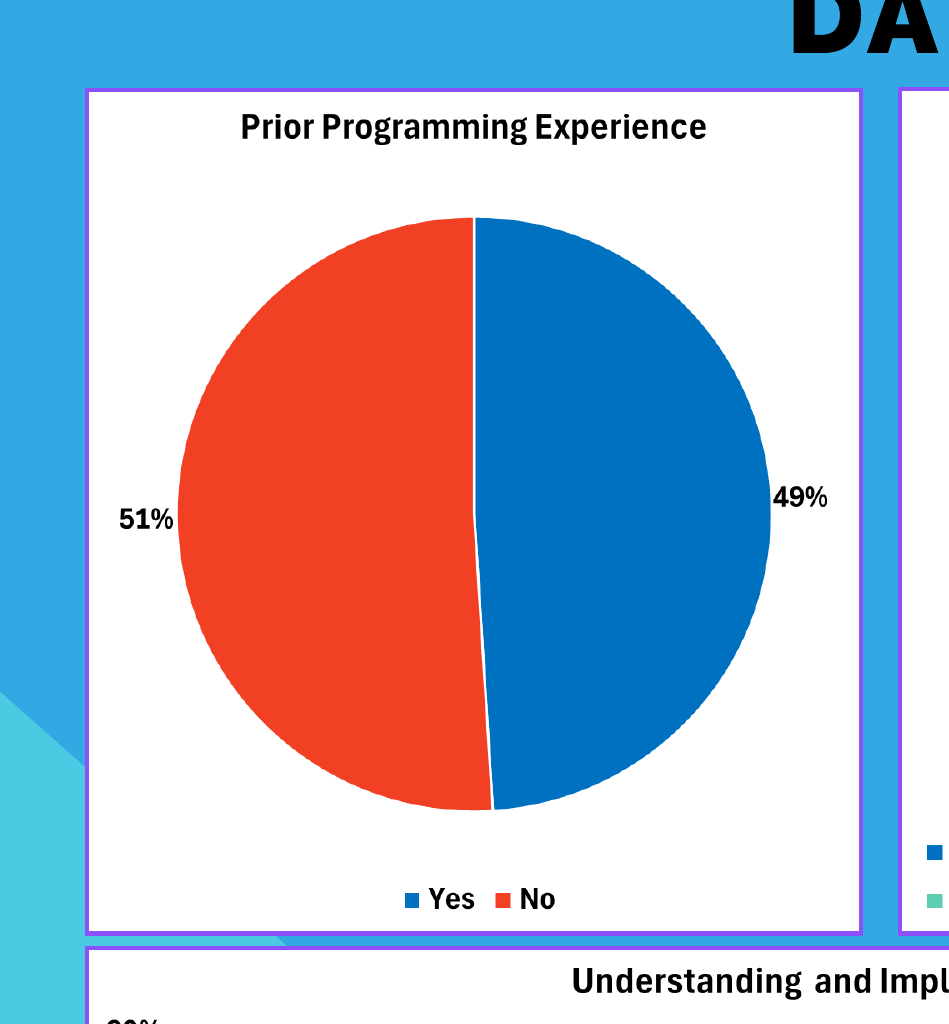 DA
Prior Programming Experience
49%
51%
Yes No
Understanding and Impl